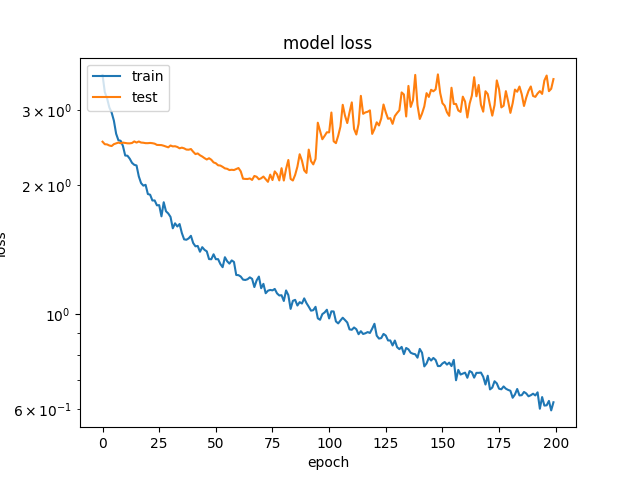 model loss
train
test
3 × 10⁰
2 × 10⁰
10⁰
6 × 10⁻¹
loss
0 25 50 75 100 125 150 175 200
epoch